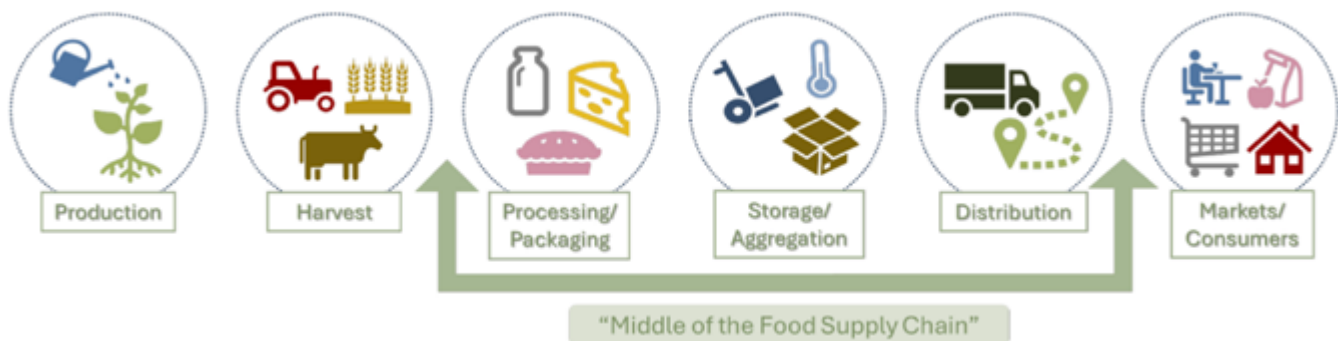 Production
Harvest
Processing/
Packaging
Storage/
Aggregation
Distribution
Markets/
Consumers
“Middle of the Food Supply Chain”